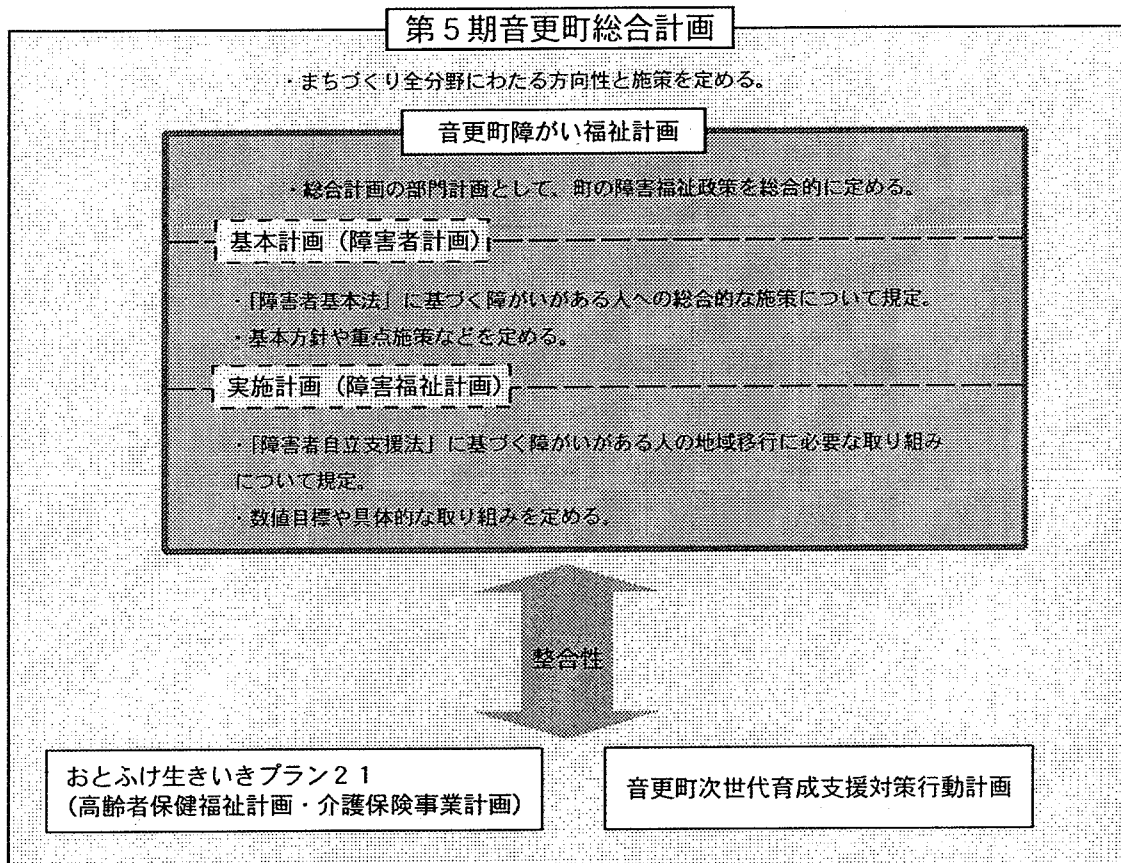 第5期音更町総合計画
・まちづくり全分野にわたる方向性と施策を定める。
音更町障がい福祉計画
・総合計画の部門計画として、町の障害福祉政策を総合的に定める。
基本計画（障害者計画）
・「障害者基本法」に基づく障がいがある人への総合的な施策について規定。
・基本方針や重点施策などを定める。
実施計画（障害福祉計画）
・「障害者自立支援法」に基づく障がいがある人の地域移行に必要な取り組み
について規定。
・数値目標や具体的な取り組みを定める。
整合性
おとふけ生きいきプラン２１
(高齢者保健福祉計画・介護保険事業計画)
音更町次世代育成支援対策行動計画